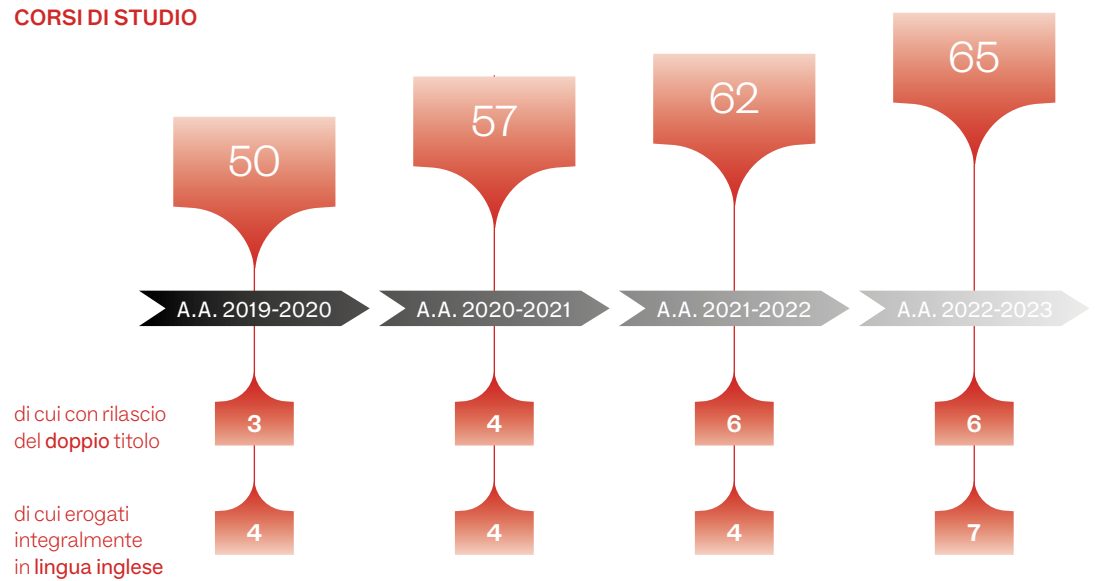 CORSI DI STUDIO
50
57
62
65
A.A. 2019-2020
A.A. 2020-2021
A.A. 2021-2022
A.A. 2022-2023
di cui con rilascio
del doppio titolo
3
4
6
6
di cui erogati
integralmente
in lingua inglese
4
4
4
7